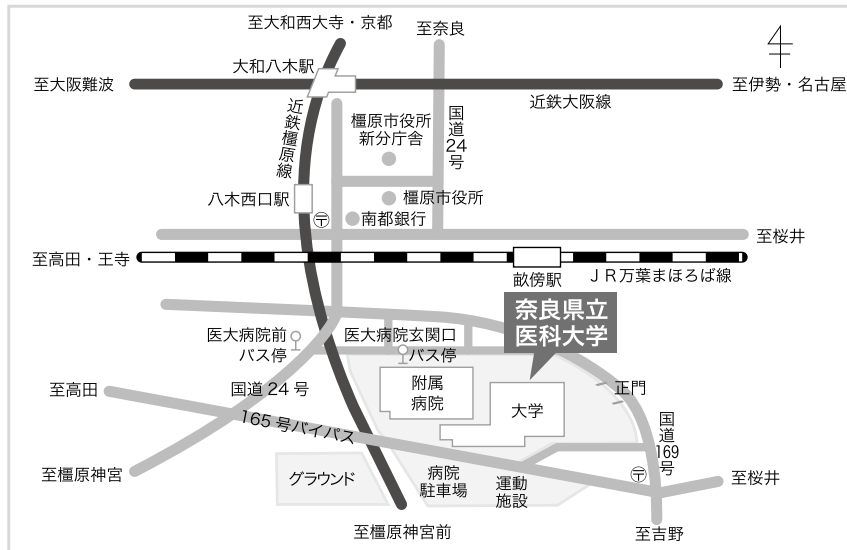 至大和西大寺・京都
至奈良
大和八木駅
至大阪難波
至伊勢・名古屋
近鉄大阪線
近鉄橿原線
国道24号
橿原市役所
新分庁舎
八木西口駅
橿原市役所
〒
南都銀行
至桜井
至高田・王寺
畝傍駅
JR万葉まほろば線
奈良県立
医科大学
医大病院前
バス停
医大病院玄関口
バス停
至高田
国道24号
附属
病院
大学
正門
165号バイパス
国道169号
至橿原神宮
グラウンド
病院
駐車場
運動
施設
〒
至桜井
至橿原神宮前
至吉野